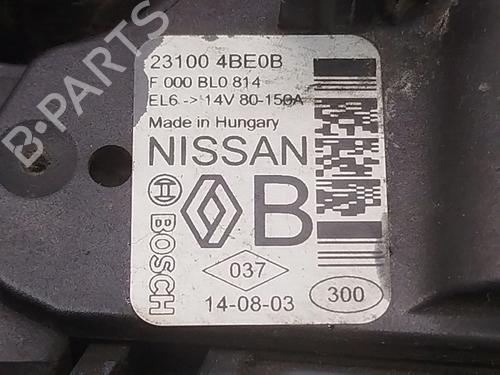 B-PARTS
23100 4BE0B
F 000 BL0 814
EL6 -> 14V 80-150A
Made in Hungary
NISSAN
BOSCH
B
037
14-08-03
300
B-PARTS